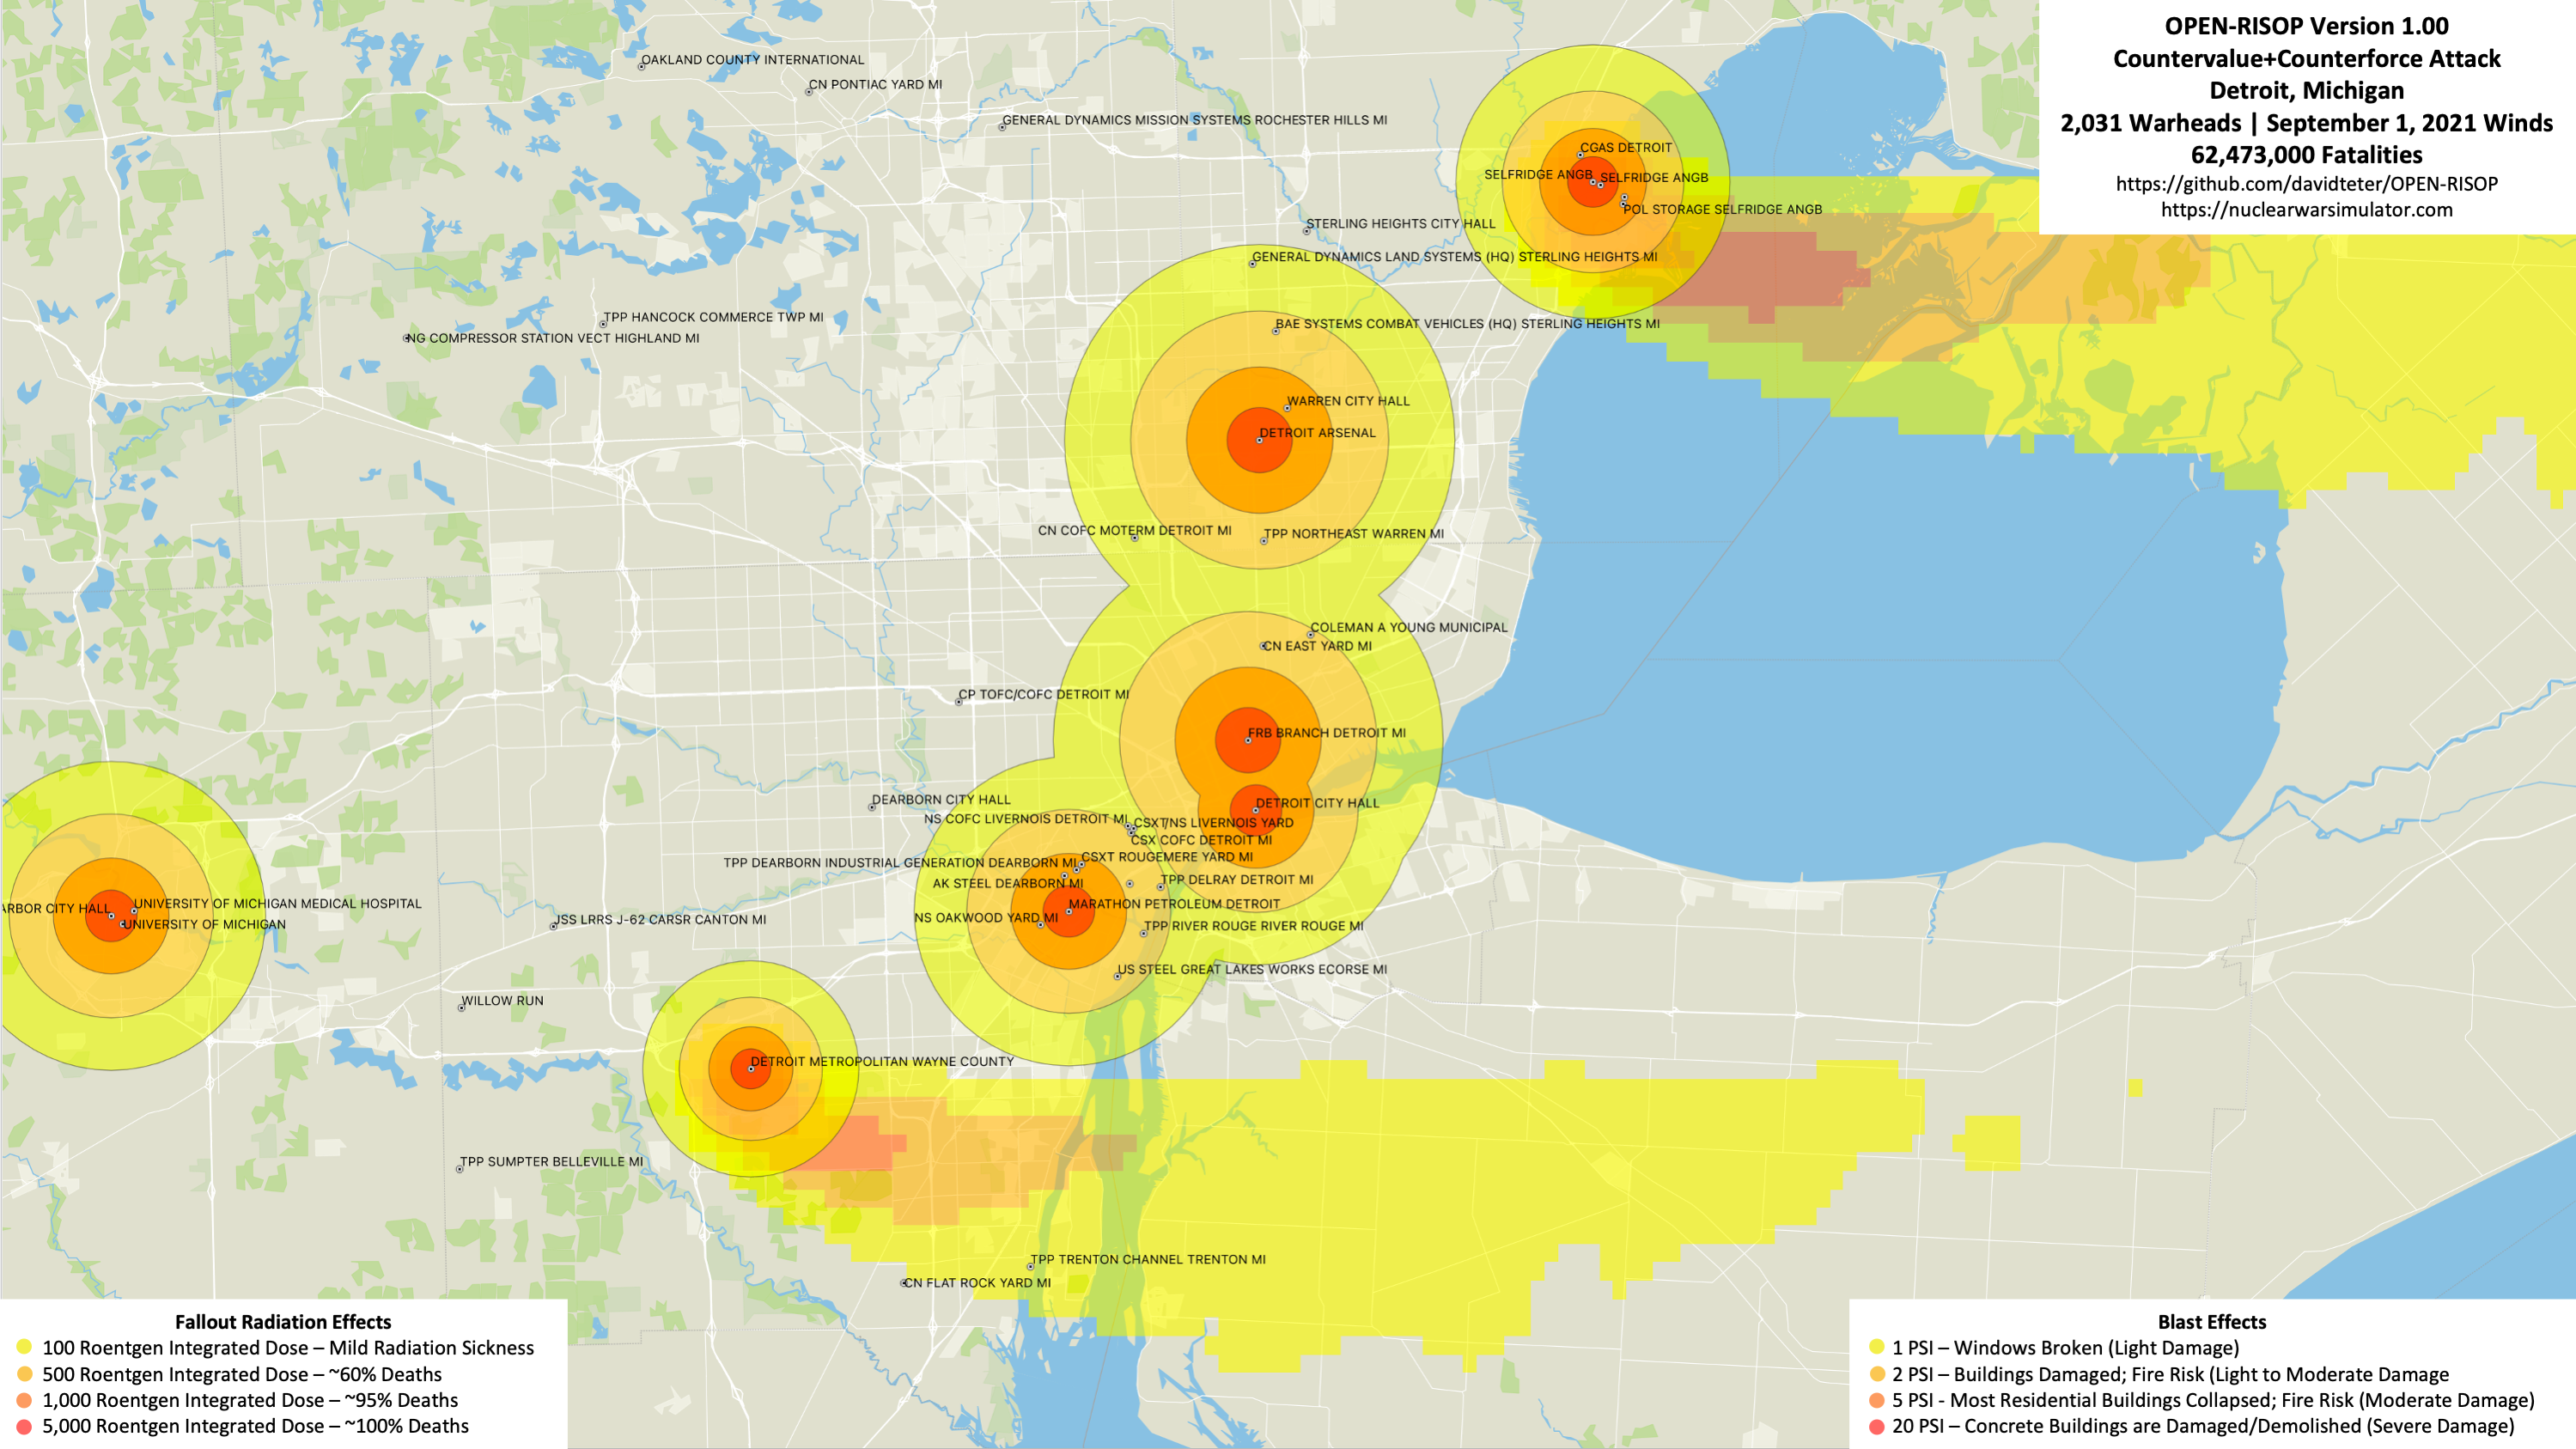 OPEN-RISOP Version 1.00
Countervalue+Counterforce Attack
Detroit, Michigan
2,031 Warheads | September 1, 2021 Winds
62,473,000 Fatalities
https://github.com/davidteter/OPEN-RISOP
https://nuclearwarsimulator.com
OAKLAND COUNTY INTERNATIONAL
CN PONTIAC YARD MI
GENERAL DYNAMICS MISSION SYSTEMS ROCHESTER HILLS MI
CGAS DETROIT
SELFRIDGE ANGB
SELFRIDGE ANGB
POL STORAGE SELFRIDGE ANGB
STERLING HEIGHTS CITY HALL
GENERAL DYNAMICS LAND SYSTEMS (HQ) STERLING HEIGHTS MI
TPP HANCOCK COMMERCE TWP MI
BAE SYSTEMS COMBAT VEHICLES (HQ) STERLING HEIGHTS MI
NG COMPRESSOR STATION VECT HIGHLAND MI
WARREN CITY HALL
DETROIT ARSENAL
CN COFC MOTERM DETROIT MI
TPP NORTHEAST WARREN MI
COLEMAN A YOUNG MUNICIPAL
CN EAST YARD MI
CP TOFC/COFC DETROIT MI
FRB BRANCH DETROIT MI
DEARBORN CITY HALL
DETROIT CITY HALL
NS COFC LIVERNOIS DETROIT MI
CSXT/NS LIVERNOIS YARD
CSX COFC DETROIT MI
CSXT ROUGEMERE YARD MI
TPP DEARBORN INDUSTRIAL GENERATION DEARBORN MI
AK STEEL DEARBORN MI
TPP DELRAY DETROIT MI
UNIVERSITY OF MICHIGAN MEDICAL HOSPITAL
ARBOR CITY HALL
MARATHON PETROLEUM DETROIT
NS OAKWOOD YARD MI
JSS LRRS J-62 CARSR CANTON MI
UNIVERSITY OF MICHIGAN
TPP RIVER ROUGE RIVER ROUGE MI
US STEEL GREAT LAKES WORKS ECORSE MI
WILLOW RUN
DETROIT METROPOLITAN WAYNE COUNTY
TPP SUMPTER BELLEVILLE MI
TPP TRENTON CHANNEL TRENTON MI
CN FLAT ROCK YARD MI
Fallout Radiation Effects
100 Roentgen Integrated Dose – Mild Radiation Sickness
500 Roentgen Integrated Dose – ~60% Deaths
1,000 Roentgen Integrated Dose – ~95% Deaths
5,000 Roentgen Integrated Dose – ~100% Deaths
Blast Effects
1 PSI – Windows Broken (Light Damage)
2 PSI – Buildings Damaged; Fire Risk (Light to Moderate Damage
5 PSI - Most Residential Buildings Collapsed; Fire Risk (Moderate Damage)
20 PSI – Concrete Buildings are Damaged/Demolished (Severe Damage)